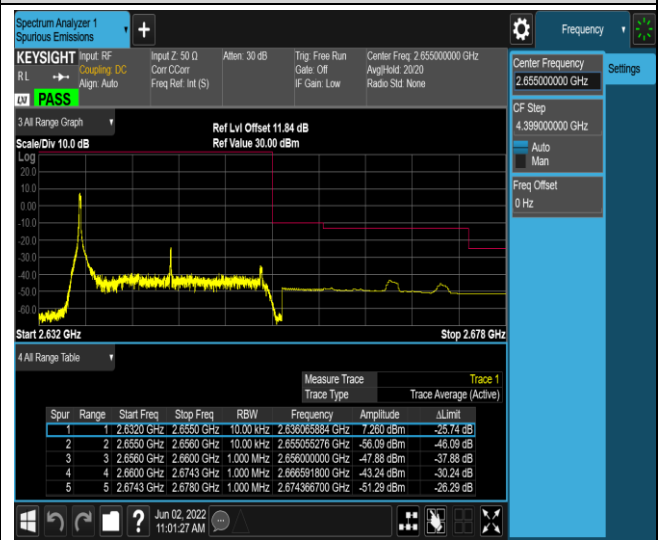 Spectrum Analyzer 1
Spurious Emissions
+
Frequency
KEYSIGHT Input: RF Input Z: 50 Ω Atten: 30 dB Trig: Free Run Center Freq: 2.655000000 GHz
RL Coupling: DC Corr CCorr Gate: Off Avg|Hold: 20/20
Align: Auto Freq Ref: Int (S) IF Gain: Low Radio Std: None
LXI PASS
Center Frequency
2.655000000 GHz
Settings
CF Step
4.399000000 GHz
Auto
Man
Freq Offset
0 Hz
3 All Range Graph
Ref Lvl Offset 11.84 dB
Scale/Div 10.0 dB Ref Value 30.00 dBm
Log
20.0
10.0
0.00
-10.0
-20.0
-30.0
-40.0
-50.0
-60.0
Start 2.632 GHz Stop 2.678 GHz
4 All Range Table
Measure Trace Trace 1
Trace Type Trace Average (Active)
Spur Range Start Freq Stop Freq RBW Frequency Amplitude ΔLimit
1 1 2.6320 GHz 2.6550 GHz 10.00 kHz 2.636065884 GHz 7.260 dBm -25.74 dB
2 2 2.6550 GHz 2.6560 GHz 10.00 kHz 2.655055276 GHz -56.09 dBm -46.09 dB
3 3 2.6560 GHz 2.6600 GHz 1.000 MHz 2.656000000 GHz -47.88 dBm -37.88 dB
4 4 2.6600 GHz 2.6743 GHz 1.000 MHz 2.666591800 GHz -43.24 dBm -30.24 dB
5 5 2.6743 GHz 2.6780 GHz 1.000 MHz 2.674366700 GHz -51.29 dBm -26.29 dB
?
Jun 02, 2022
11:01:27 AM